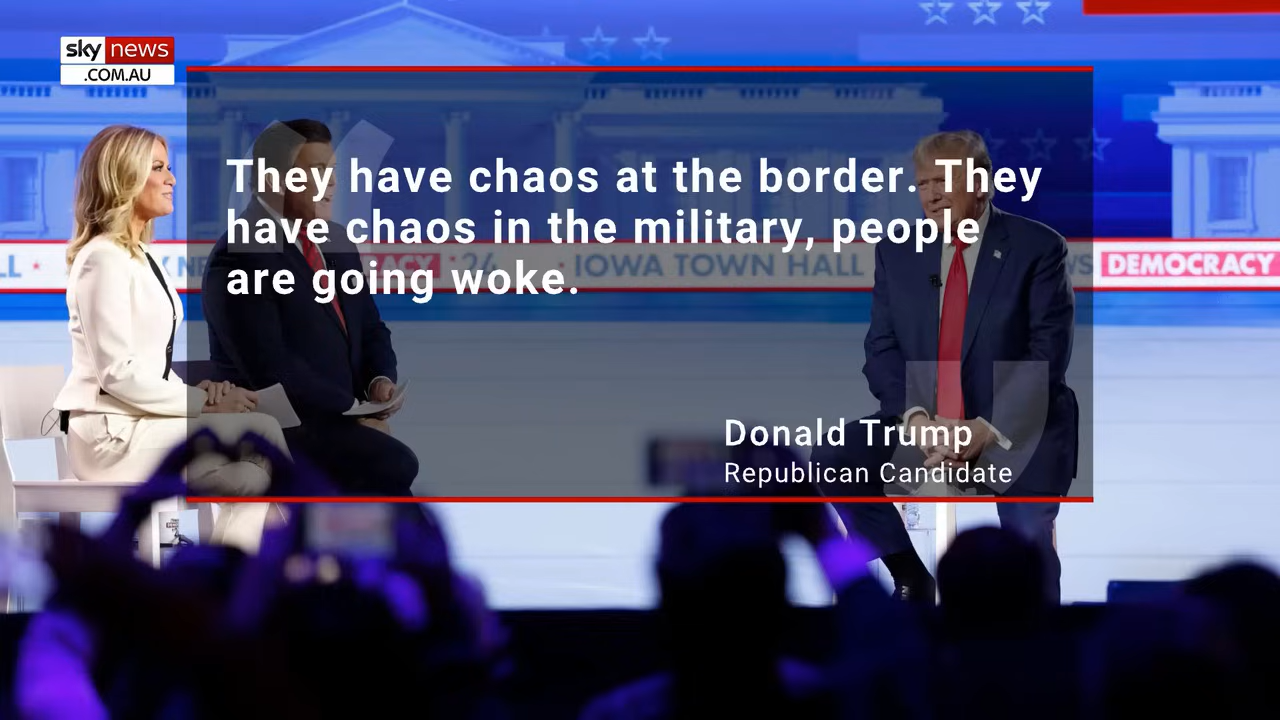 sky news
.COM.AU
They have chaos at the border. They
have chaos in the military, people
are going woke.
IOWA TOWN HALL
DEMOCRACY
Donald Trump
Republican Candidate